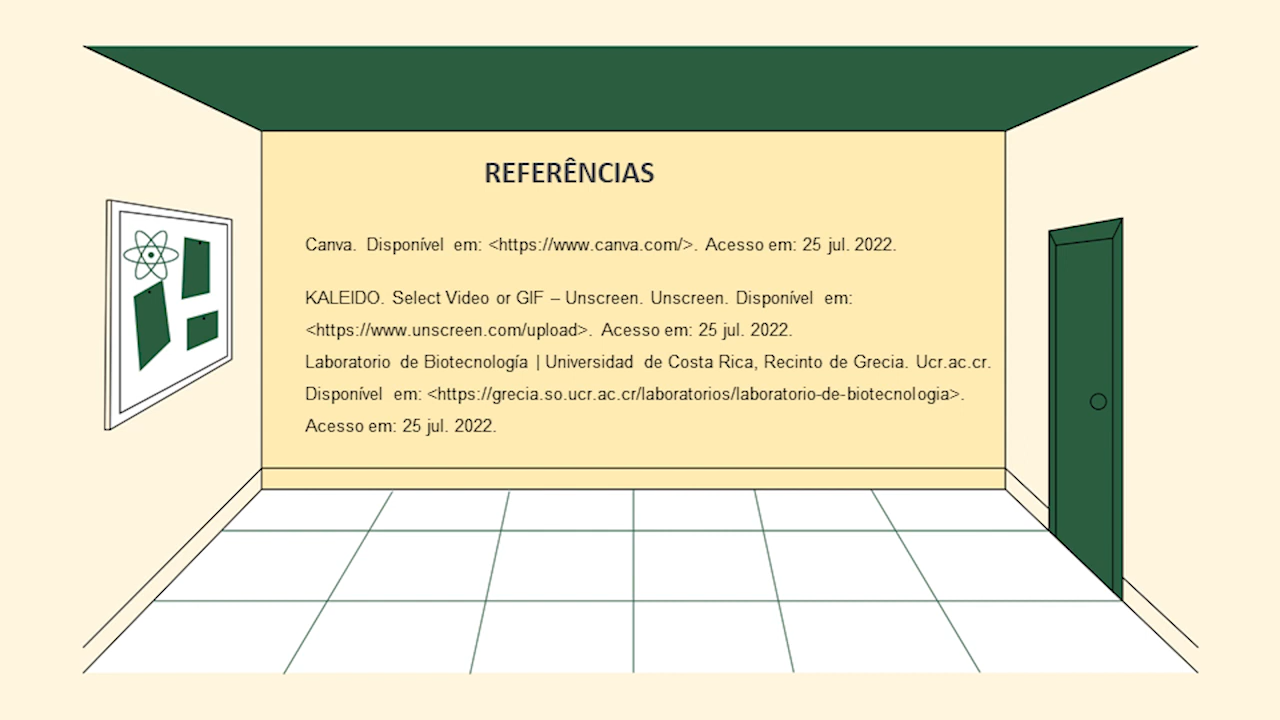 REFERÊNCIAS
Canva. Disponível em: <https://www.canva.com/>. Acesso em: 25 jul. 2022.
KALEIDO. Select Video or GIF – Unscreen. Unscreen. Disponível em:
<https://www.unscreen.com/upload>. Acesso em: 25 jul. 2022.
Laboratorio de Biotecnología | Universidad de Costa Rica, Recinto de Grecia. Ucr.ac.cr.
Disponível em: <https://grecia.so.ucr.ac.cr/laboratorios/laboratorio-de-biotecnologia>.
Acesso em: 25 jul. 2022.